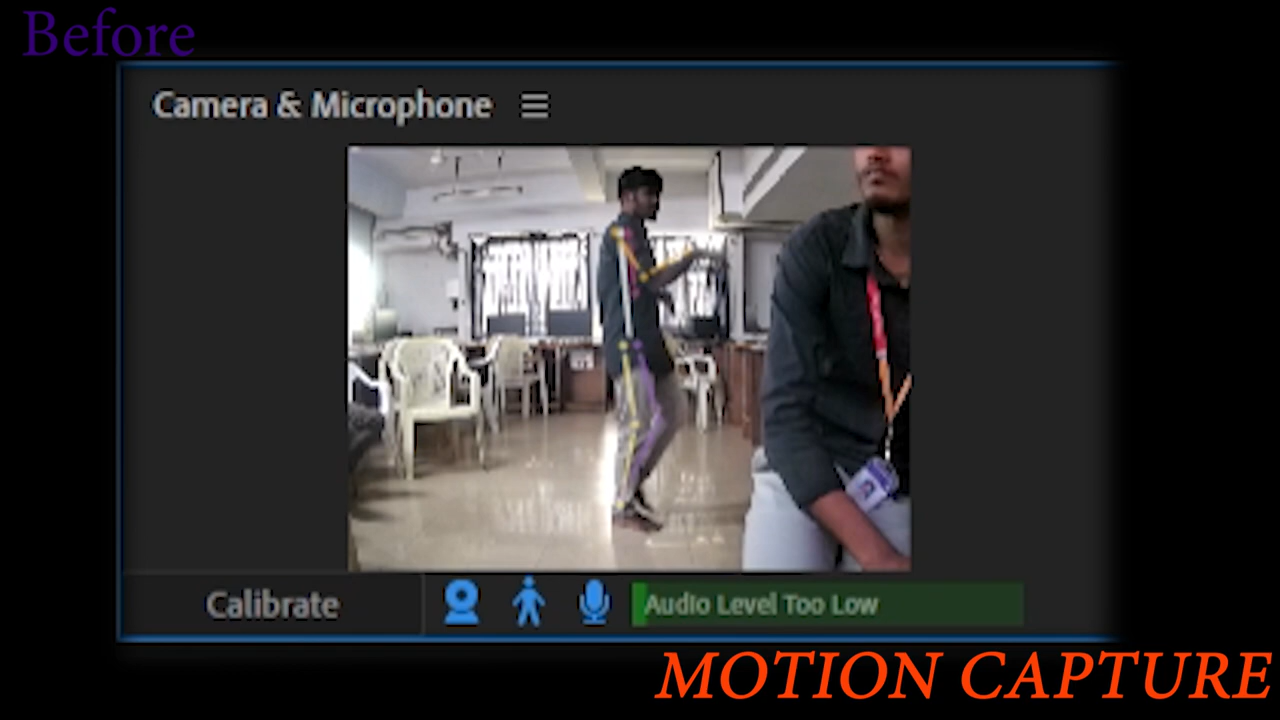 Before
Camera & Microphone
Calibrate
Audio Level Too Low
MOTION CAPTURE